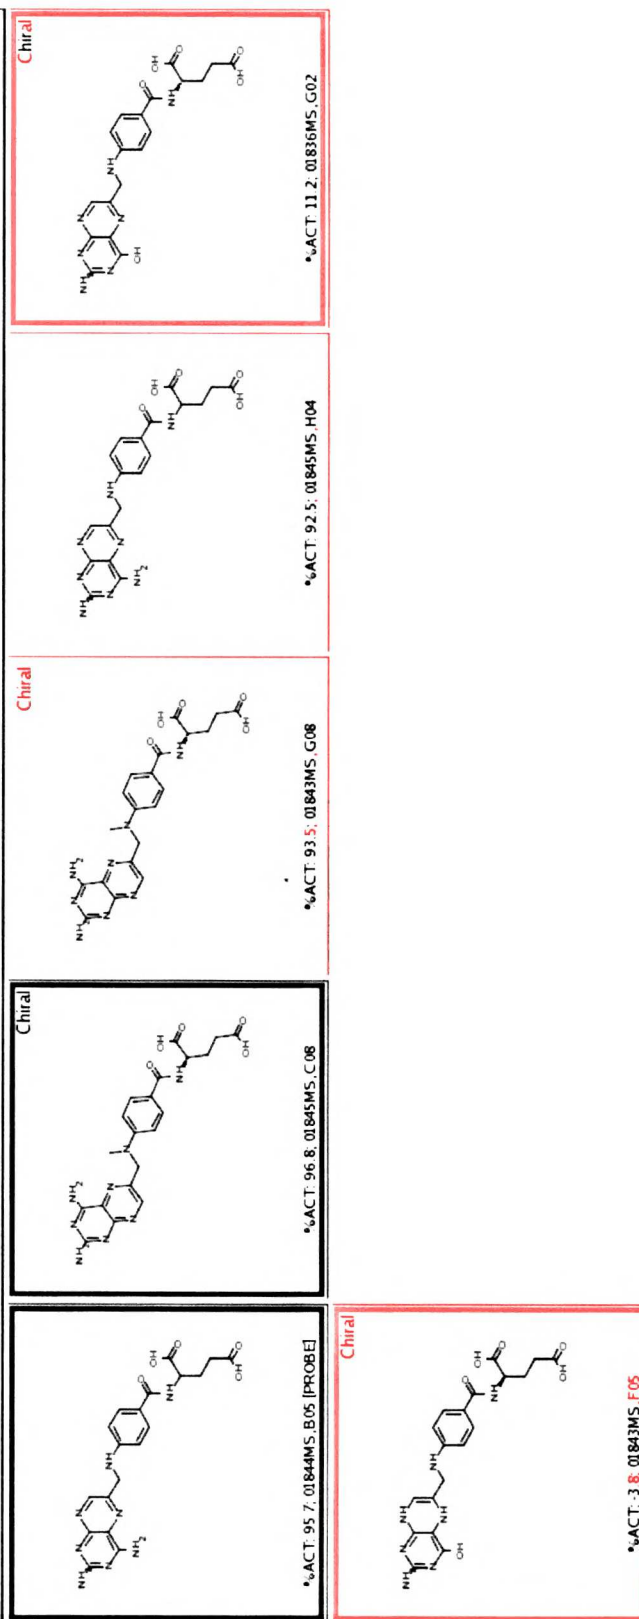 %ACT: 95.7; 01844MS,B05 [PROBE]
Chiral
%ACT: 96.8; 01845MS,C08
Chiral
%ACT: 93.5; 01843MS,G08
%ACT: 92.5; 01845MS,H04
Chiral
%ACT: 11.2; 01836MS,G02
Chiral
%ACT: -3.8; 01843MS,F05